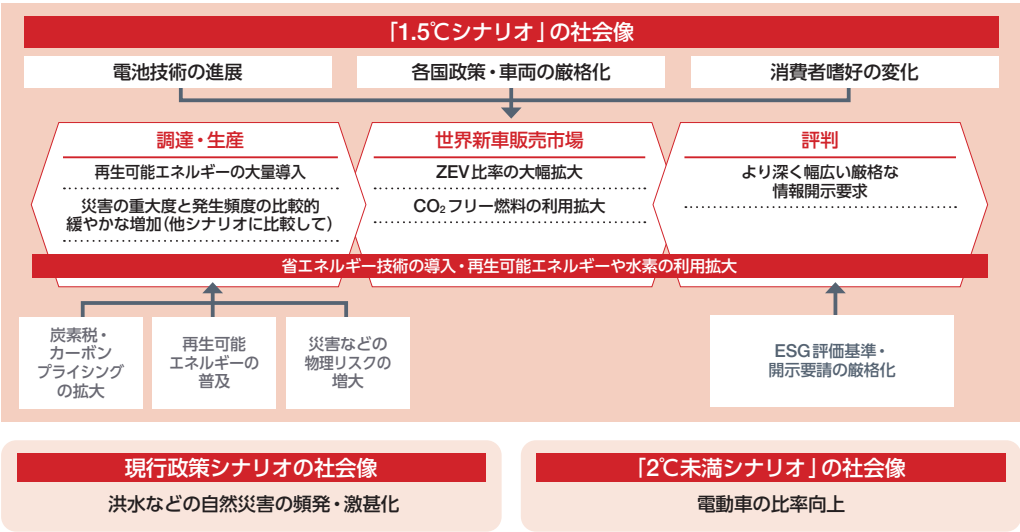 「1.5℃シナリオ」の社会像
電池技術の進展
各国政策・車両の厳格化
消費者嗜好の変化
調達・生産
再生可能エネルギーの大量導入
災害の重大度と発生頻度の比較的
緩やかな増加(他シナリオに比較して)
世界新車販売市場
ZEV比率の大幅拡大
CO₂フリー燃料の利用拡大
評判
より深く幅広い厳格な
情報開示要求
省エネルギー技術の導入・再生可能エネルギーや水素の利用拡大
炭素税・
カーボン
プライシング
の拡大
再生可能
エネルギーの
普及
災害などの
物理リスクの
増大
ESG評価基準・
開示要請の厳格化
現行政策シナリオの社会像
洪水などの自然災害の頻発・激甚化
「2℃未満シナリオ」の社会像
電動車の比率向上